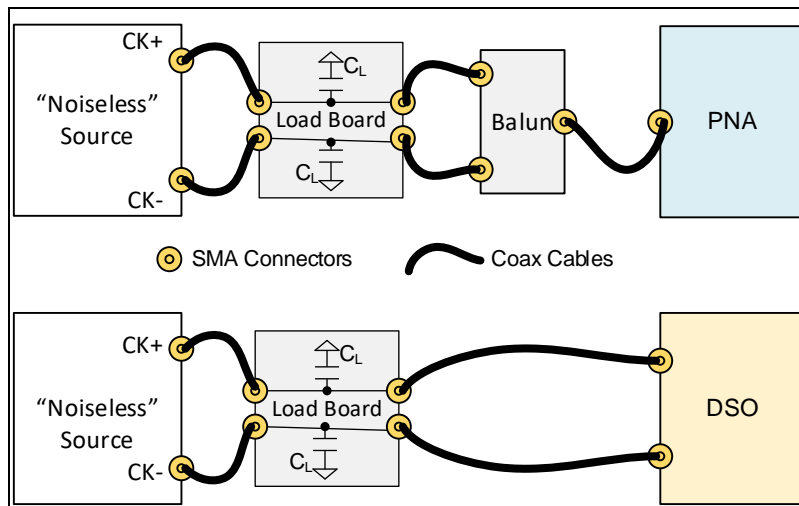 CK+
“Noiseless”
Source
CK-
CL
Load Board
CL
Balun
PNA
SMA Connectors
Coax Cables
CK+
“Noiseless”
Source
CK-
CL
Load Board
CL
DSO